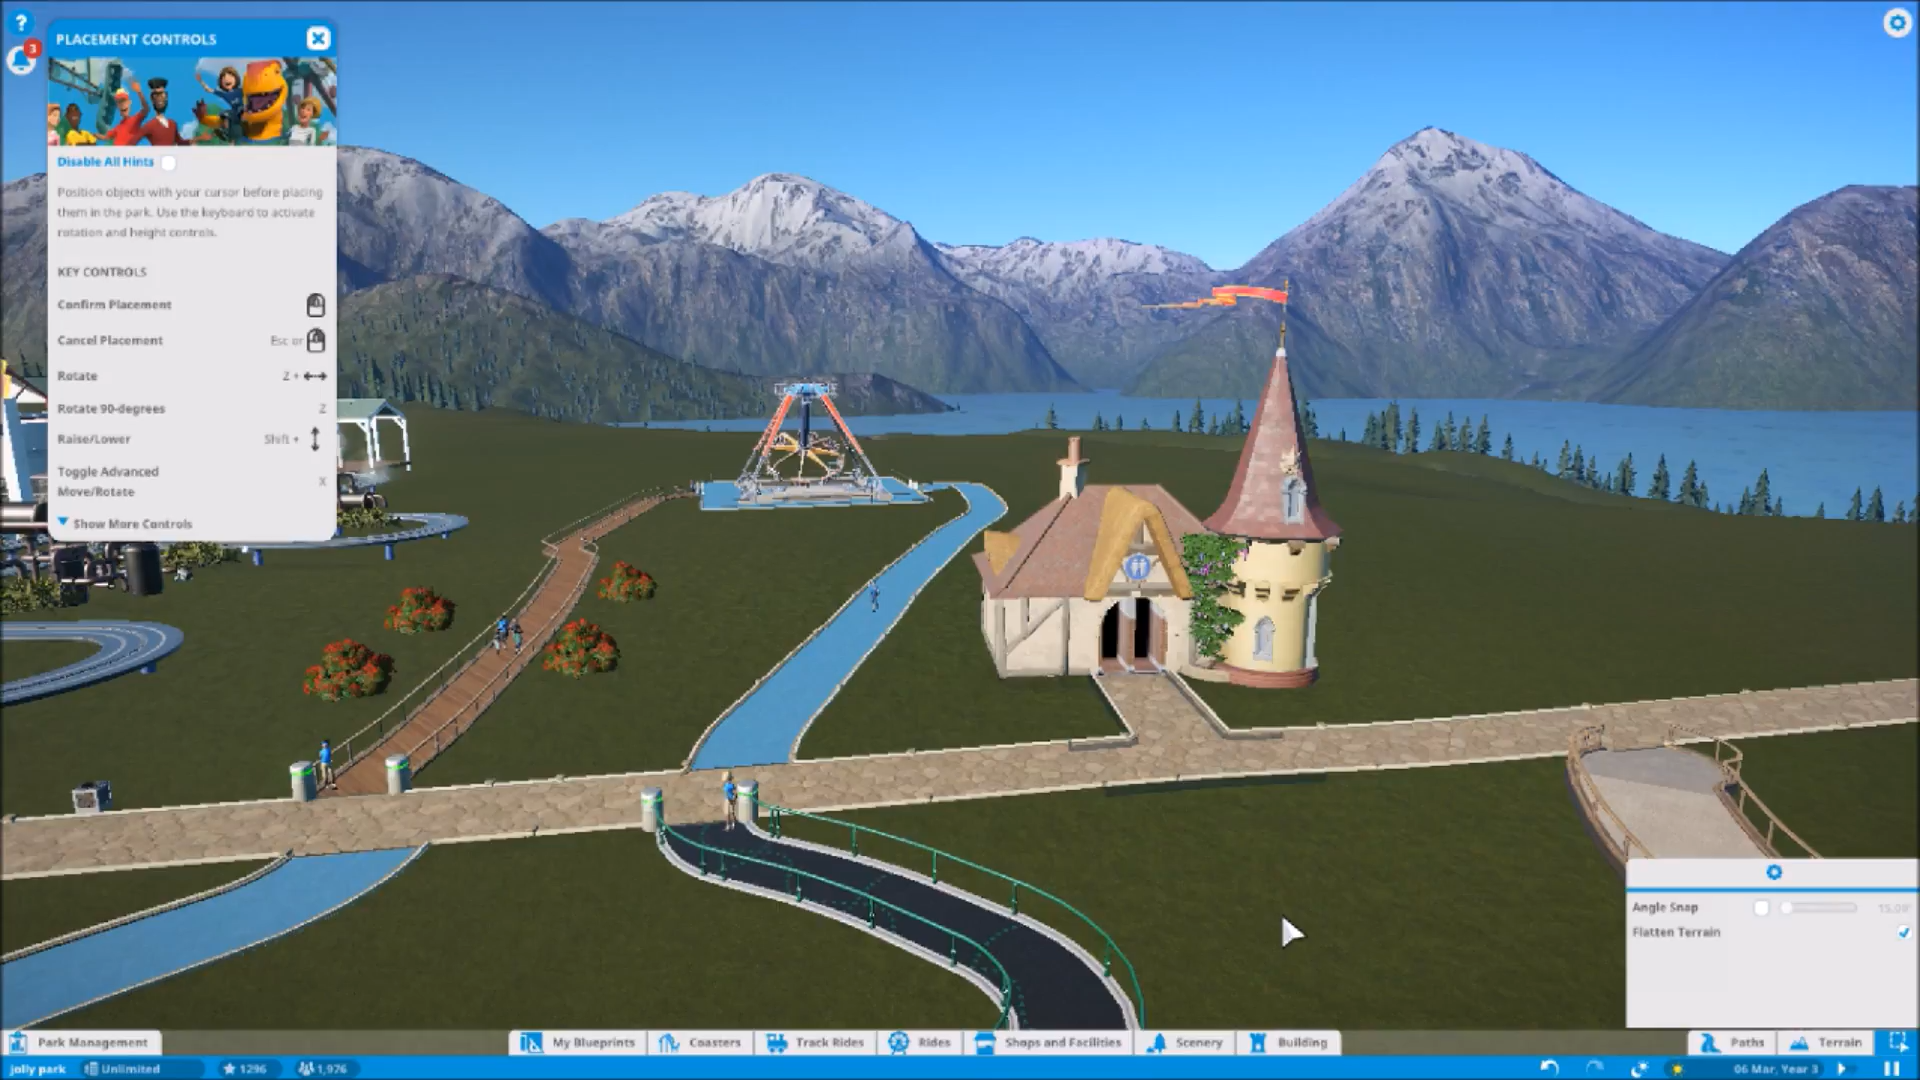 ?
3
PLACEMENT CONTROLS
Disable All Hints
Position objects with your cursor before placing
them in the park. Use the keyboard to activate
rotation and height controls.
KEY CONTROLS
Confirm Placement
Cancel Placement Esc or
Rotate Z +
Rotate 90-degrees Z
Raise/Lower Shift +
Toggle Advanced
Move/Rotate X
Show More Controls
Angle Snap 15.00°
Flatten Terrain
Park Management My Blueprints Coasters Track Rides Rides Shops and Facilities Scenery Building Paths Terrain
jolly park Unlimited 1296 1,976 06 Mar, Year 3